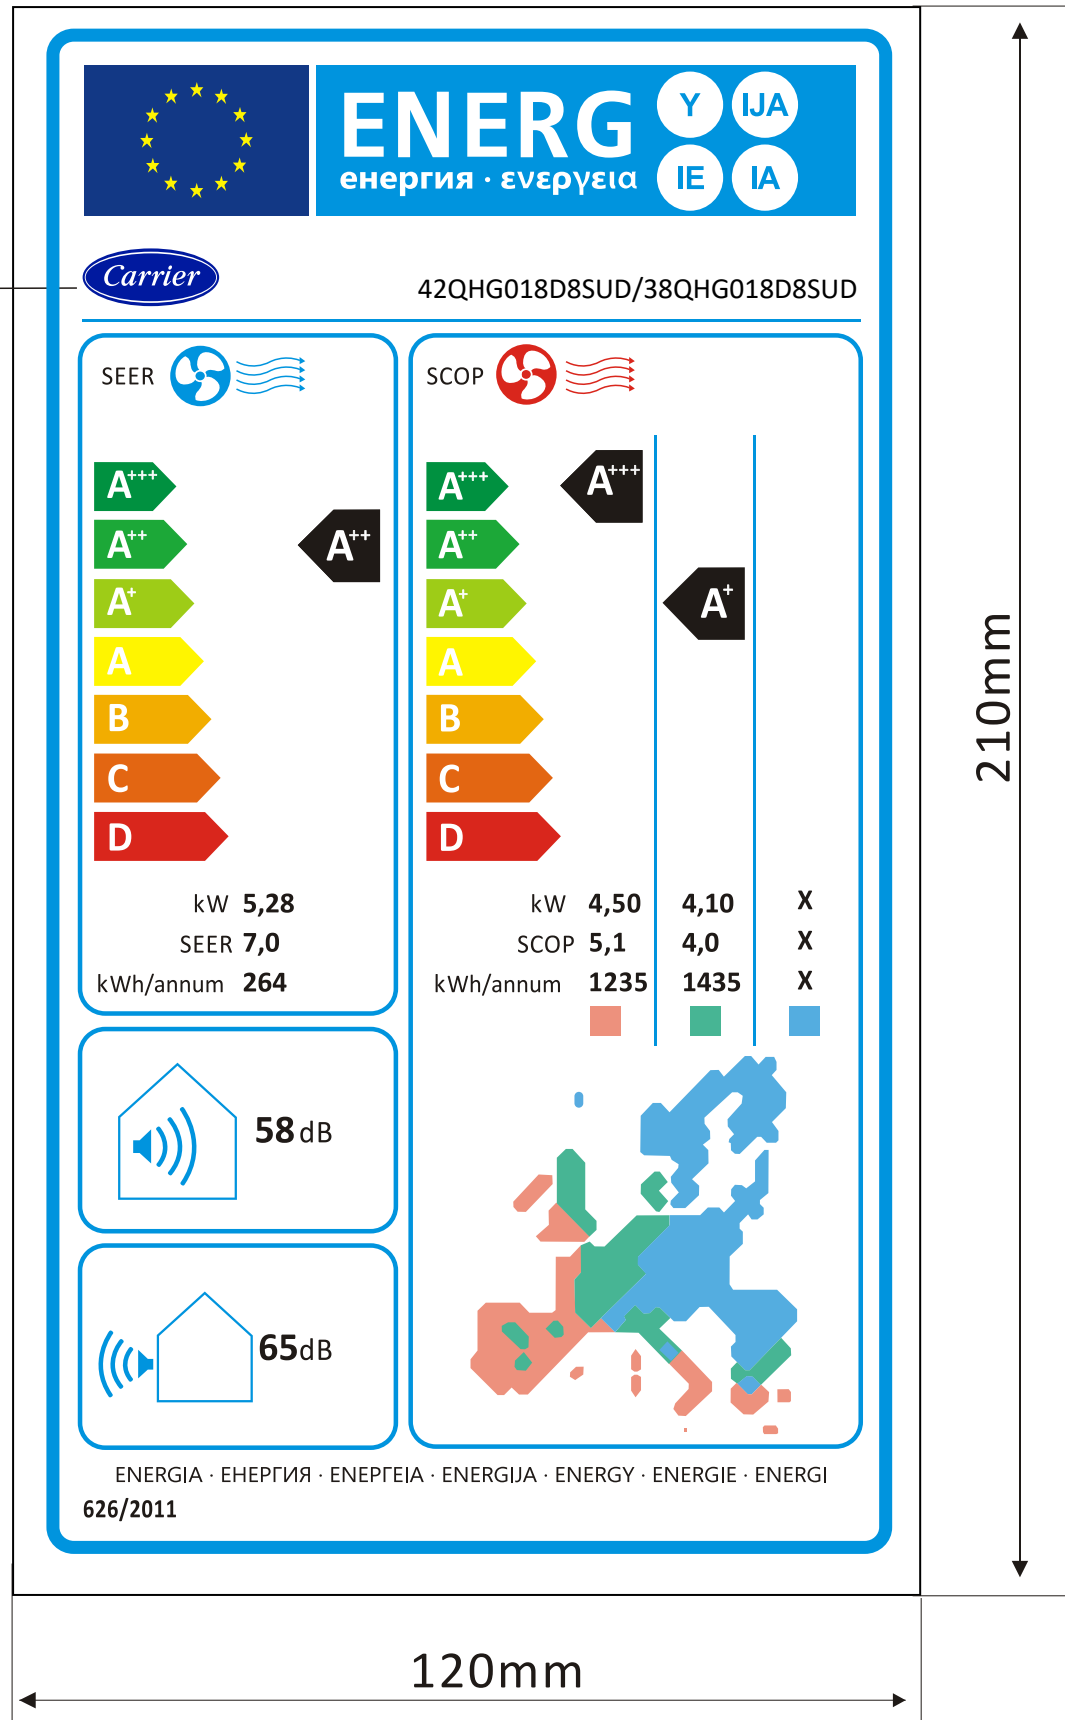 ENERG
енергия · ενεργεια
Y IJA
IE IA
Carrier
42QHG018D8SUD/38QHG018D8SUD
SEER
A+++
A++
A+
A
B
C
D
A++
kW 5,28
SEER 7,0
kWh/annum 264
SCOP
A+++
A++
A+
A
B
C
D
A+++
A+
kW 4,50 4,10 X
SCOP 5,1 4,0 X
kWh/annum 1235 1435 X
58 dB
65 dB
ENERGIA · ЕНЕРГИЯ · ΕΝΕΡΓΕΙΑ · ENERGIJA · ENERGY · ENERGIE · ENERGI
626/2011
210mm
120mm